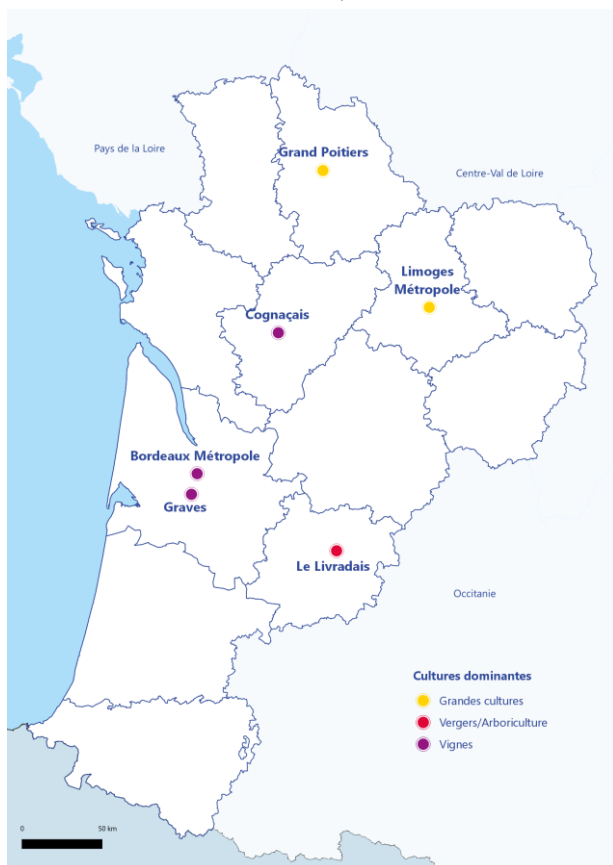 Pays de la Loire
Grand Poitiers
Centre-Val de Loire
Limoges
Métropole
Cognaçais
Bordeaux Métropole
Graves
Le Livradais
Occitanie
Cultures dominantes
Grandes cultures
Vergers/Arboriculture
Vignes
0
50 km